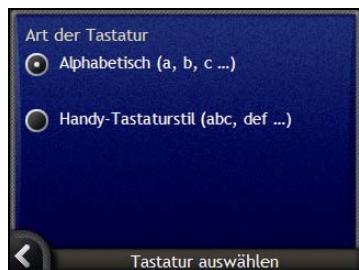 Art der Tastatur
Alphabetisch (a, b, c ...)
Handy-Tastaturstil (abc, def ...)
Tastatur auswählen